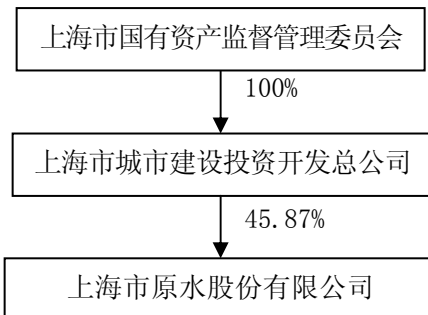 上海市国有资产监督管理委员会
100%
上海市城市建设投资开发总公司
45.87%
上海市原水股份有限公司